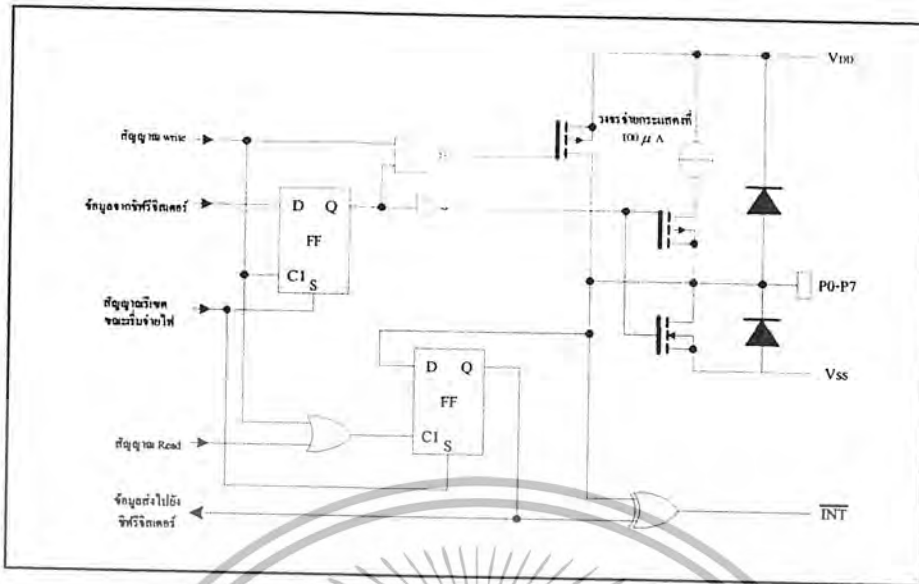 VDD
วงจรจ่ายกระแสคงที่
100 μ A
สัญญาณ write
ข้อมูลจากชิฟรีจิสเตอร์
D Q
FF
C1
S
สัญญาณรีเซต
ขณะเริ่มจ่ายไฟ
P0-P7
D Q
FF
C1
S
VSS
สัญญาณ Read
ข้อมูลส่งไปยัง
ชิฟรีจิสเตอร์
INT